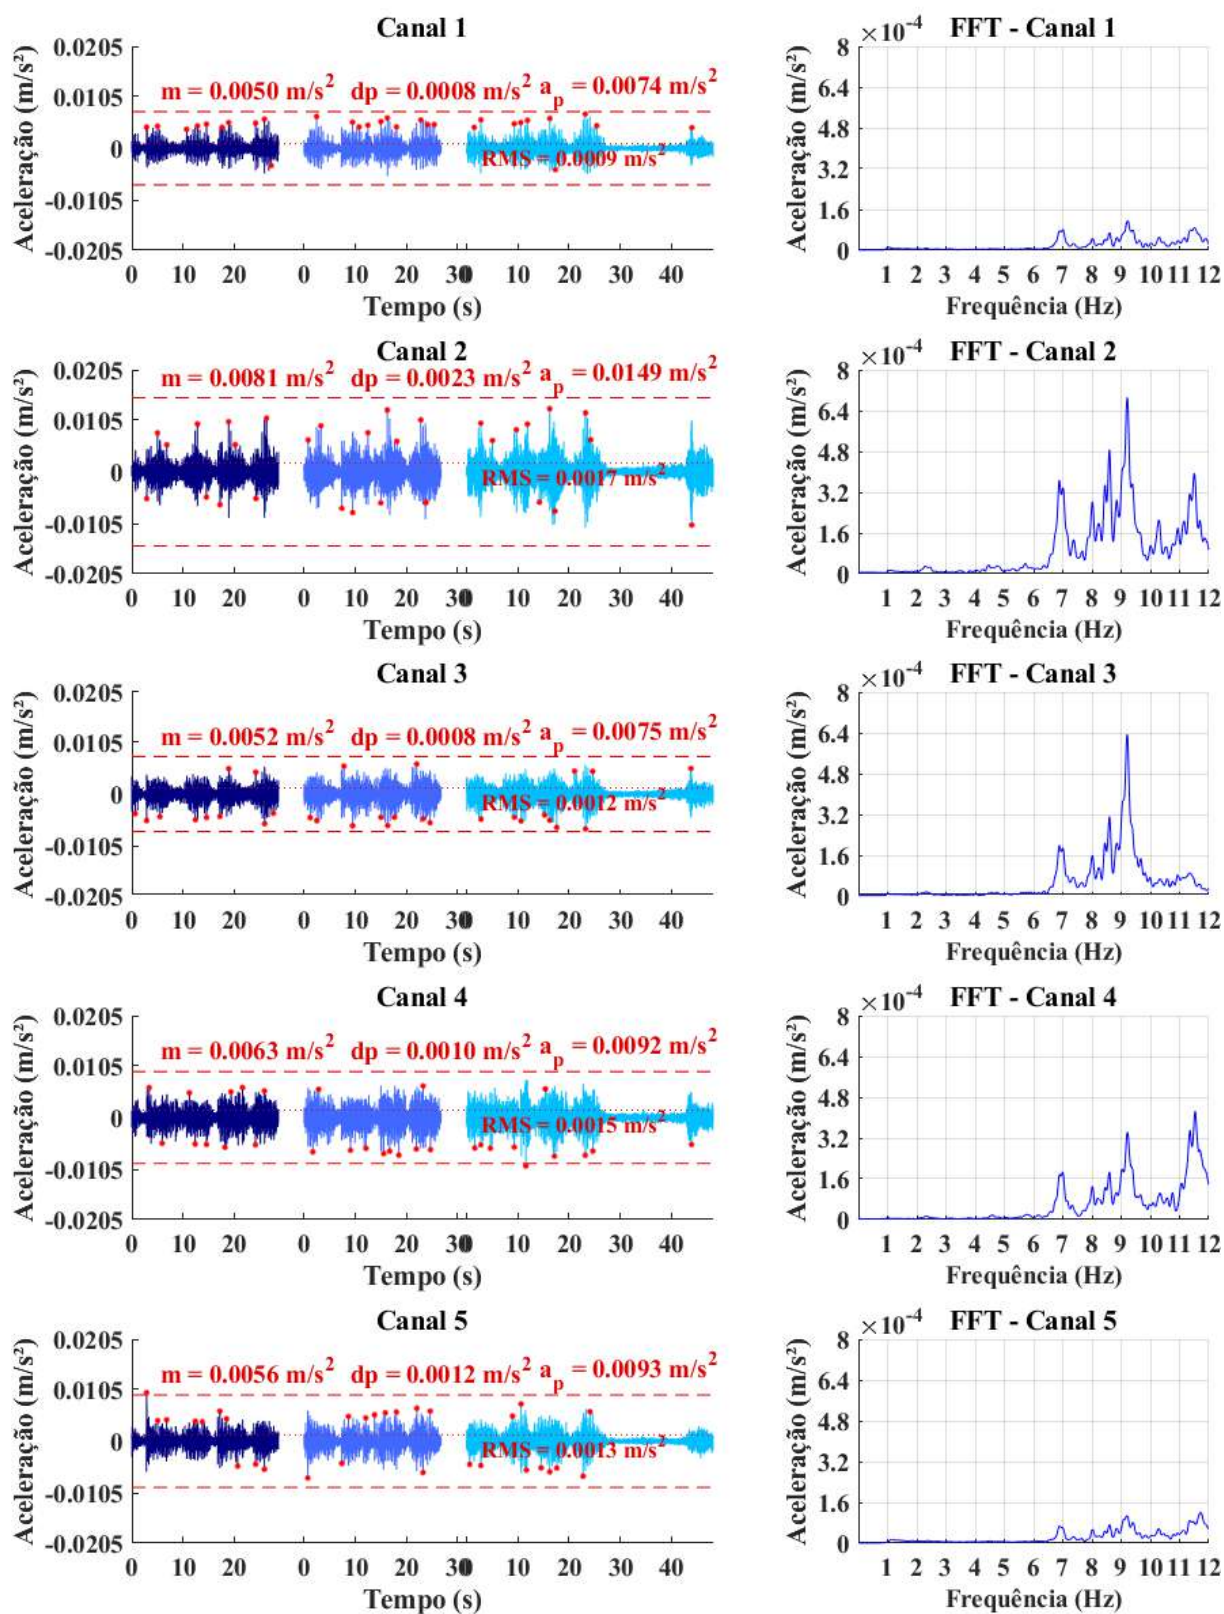 Canal 1
0.0205
0.0105
0
-0.0105
-0.0205
Aceleração (m/s²)
m = 0.0050 m/s² dp = 0.0008 m/s² a_p = 0.0074 m/s²
RMS = 0.0009 m/s²
0 10 20 0 10 20 30 0 10 20 30 40
Tempo (s)
×10⁻⁴ FFT - Canal 1
8
6.4
4.8
3.2
1.6
0
Aceleração (m/s²)
1 2 3 4 5 6 7 8 9 10 11 12
Frequência (Hz)
Canal 2
0.0205
0.0105
0
-0.0105
-0.0205
Aceleração (m/s²)
m = 0.0081 m/s² dp = 0.0023 m/s² a_p = 0.0149 m/s²
RMS = 0.0017 m/s²
0 10 20 0 10 20 30 0 10 20 30 40
Tempo (s)
×10⁻⁴ FFT - Canal 2
8
6.4
4.8
3.2
1.6
0
Aceleração (m/s²)
1 2 3 4 5 6 7 8 9 10 11 12
Frequência (Hz)
Canal 3
0.0205
0.0105
0
-0.0105
-0.0205
Aceleração (m/s²)
m = 0.0052 m/s² dp = 0.0008 m/s² a_p = 0.0075 m/s²
RMS = 0.0012 m/s²
0 10 20 0 10 20 30 0 10 20 30 40
Tempo (s)
×10⁻⁴ FFT - Canal 3
8
6.4
4.8
3.2
1.6
0
Aceleração (m/s²)
1 2 3 4 5 6 7 8 9 10 11 12
Frequência (Hz)
Canal 4
0.0205
0.0105
0
-0.0105
-0.0205
Aceleração (m/s²)
m = 0.0063 m/s² dp = 0.0010 m/s² a_p = 0.0092 m/s²
RMS = 0.0015 m/s²
0 10 20 0 10 20 30 0 10 20 30 40
Tempo (s)
×10⁻⁴ FFT - Canal 4
8
6.4
4.8
3.2
1.6
0
Aceleração (m/s²)
1 2 3 4 5 6 7 8 9 10 11 12
Frequência (Hz)
Canal 5
0.0205
0.0105
0
-0.0105
-0.0205
Aceleração (m/s²)
m = 0.0056 m/s² dp = 0.0012 m/s² a_p = 0.0093 m/s²
RMS = 0.0013 m/s²
0 10 20 0 10 20 30 0 10 20 30 40
Tempo (s)
×10⁻⁴ FFT - Canal 5
8
6.4
4.8
3.2
1.6
0
Aceleração (m/s²)
1 2 3 4 5 6 7 8 9 10 11 12
Frequência (Hz)